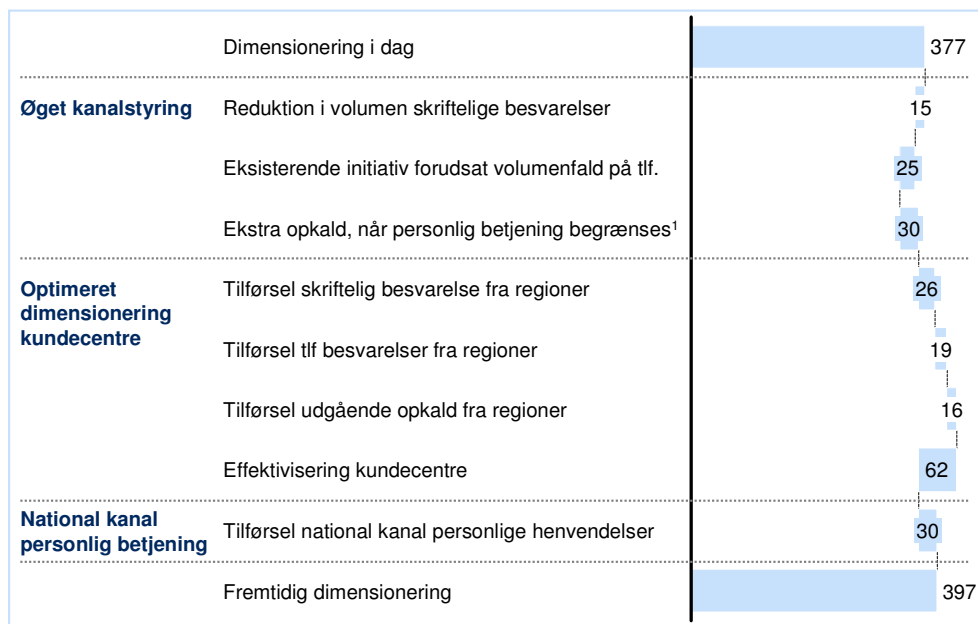 Dimensionering i dag 377
Øget kanalstyring Reduktion i volumen skriftelige besvarelser 15
Eksisterende initiativ forudsat volumenfald på tlf. 25
Ekstra opkald, når personlig betjening begrænses¹ 30
Optimeret
dimensionering
kundecentre
Tilførsel skriftelig besvarelse fra regioner 26
Tilførsel tlf besvarelser fra regioner 19
Tilførsel udgående opkald fra regioner 16
Effektivisering kundecentre 62
National kanal
personlig betjening
Tilførsel national kanal personlige henvendelser 30
Fremtidig dimensionering 397